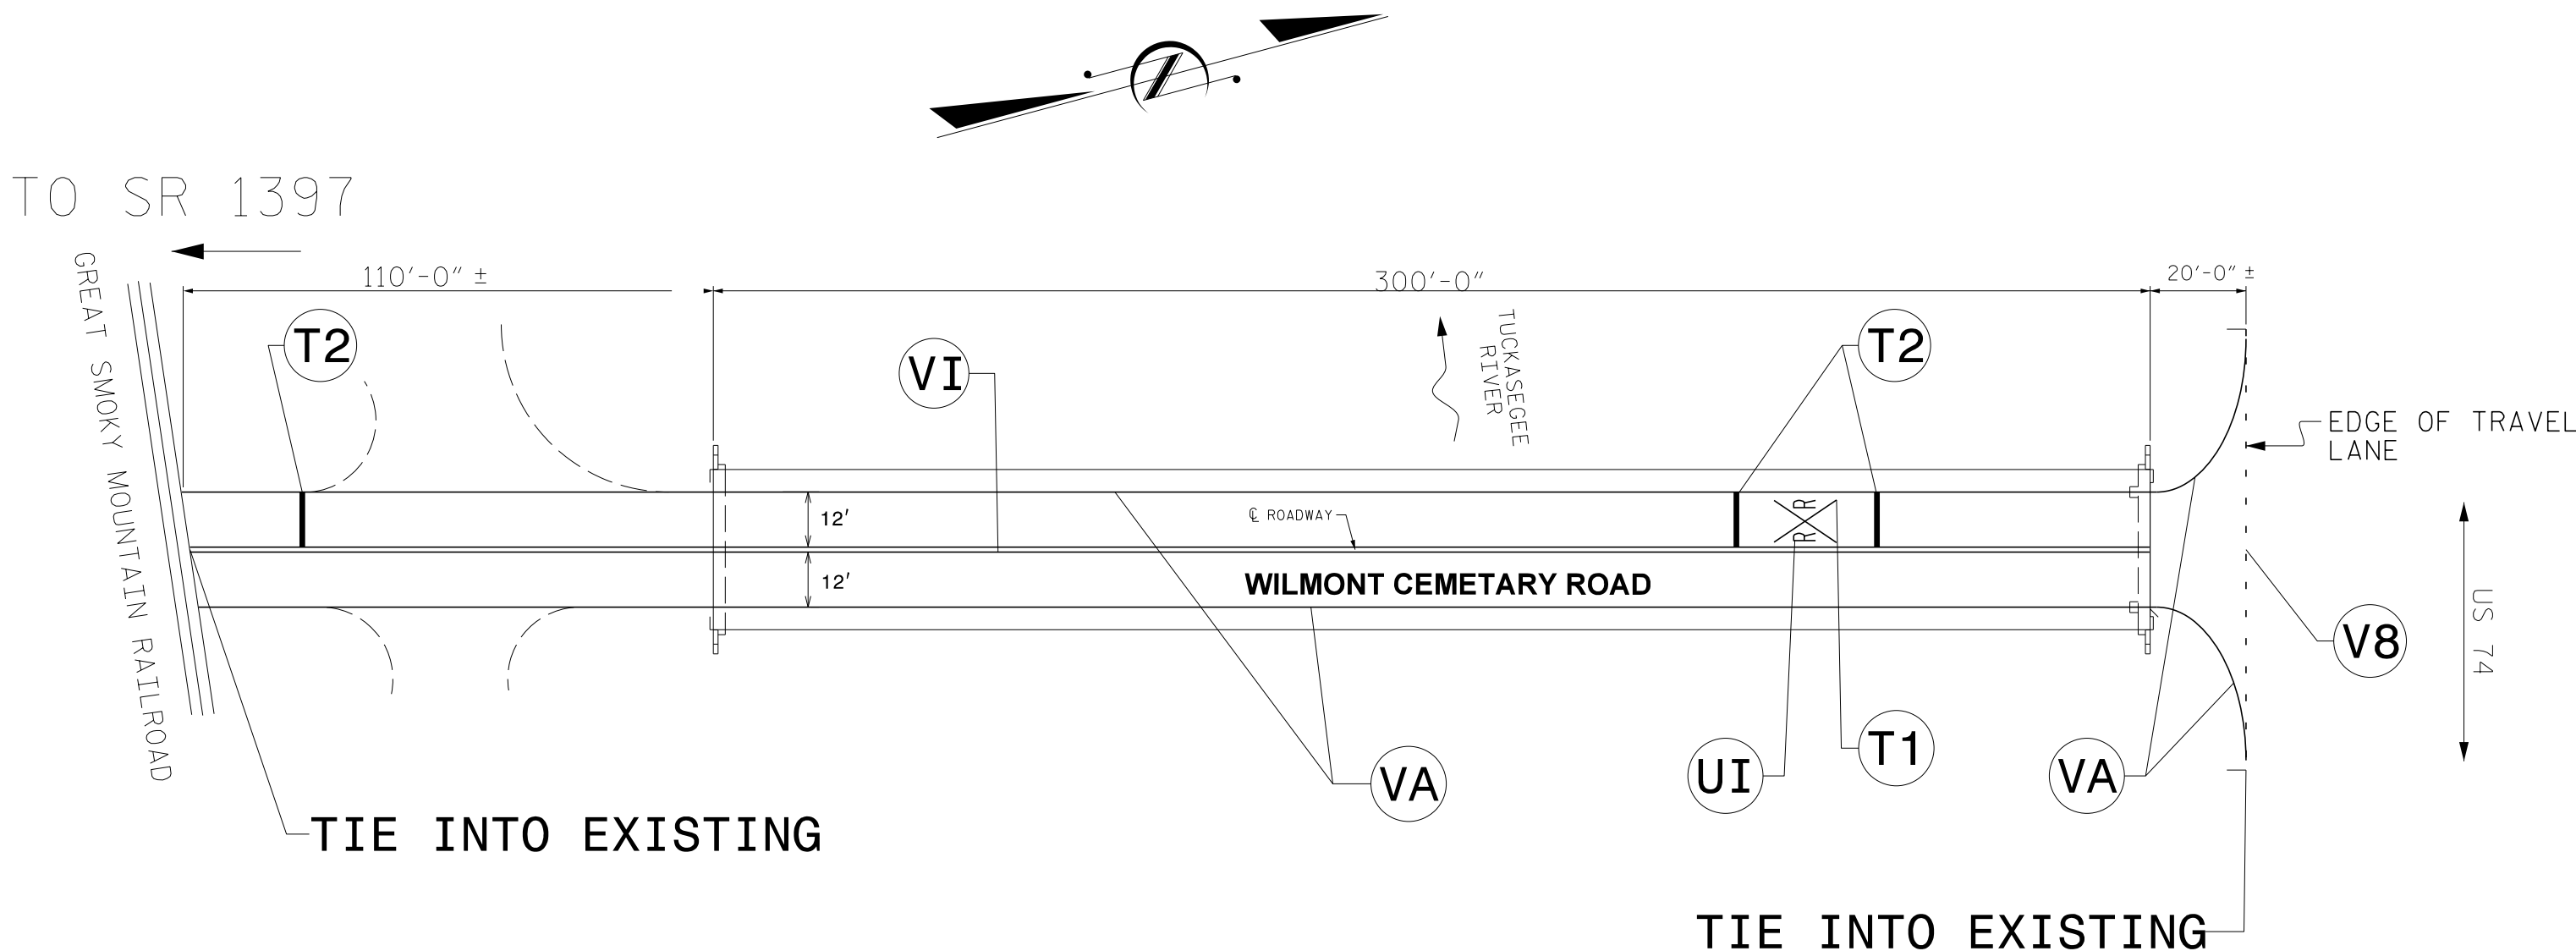 TO SR 1397
GREAT SMOKY MOUNTAIN RAILROAD
110'-0" ±
300'-0"
20'-0" ±
T2
VI
TUCKASEGEE
RIVER
T2
EDGE OF TRAVEL
LANE
12'
℄ ROADWAY
R R
12'
WILMONT CEMETARY ROAD
US 74
V8
VA
UI
T1
VA
TIE INTO EXISTING
TIE INTO EXISTING